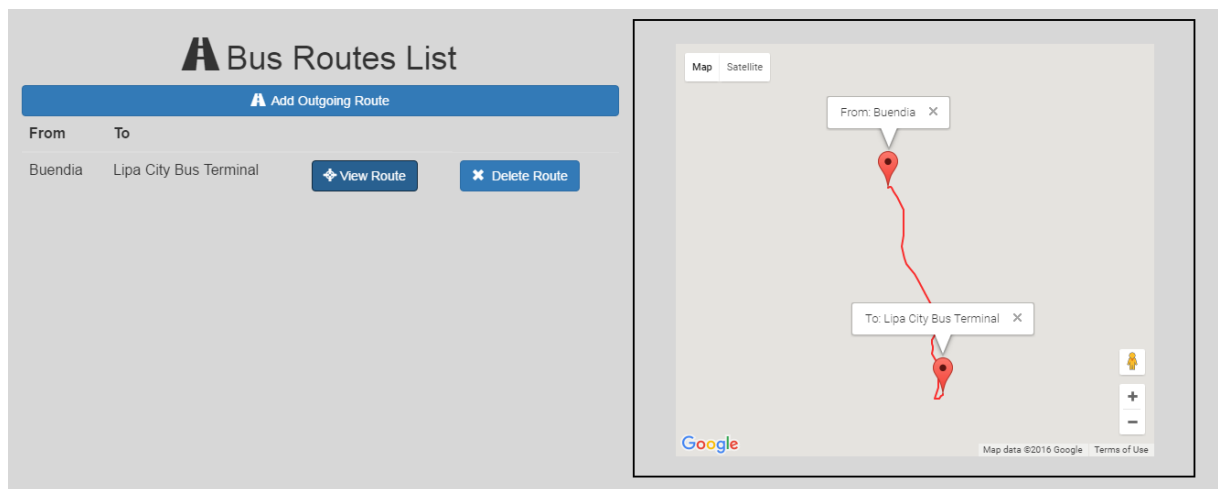 Bus Routes List
Add Outgoing Route
From To
Buendia Lipa City Bus Terminal View Route Delete Route
Map Satellite
From: Buendia
To: Lipa City Bus Terminal
Google
Map data ©2016 Google Terms of Use